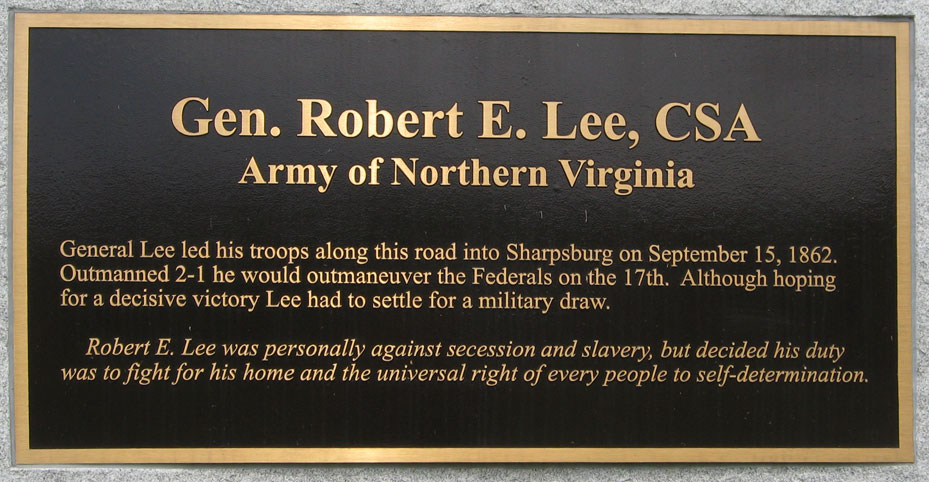 Gen. Robert E. Lee, CSA
Army of Northern Virginia
General Lee led his troops along this road into Sharpsburg on September 15, 1862.
Outmanned 2-1 he would outmaneuver the Federals on the 17th. Although hoping
for a decisive victory Lee had to settle for a military draw.
Robert E. Lee was personally against secession and slavery, but decided his duty
was to fight for his home and the universal right of every people to self-determination.